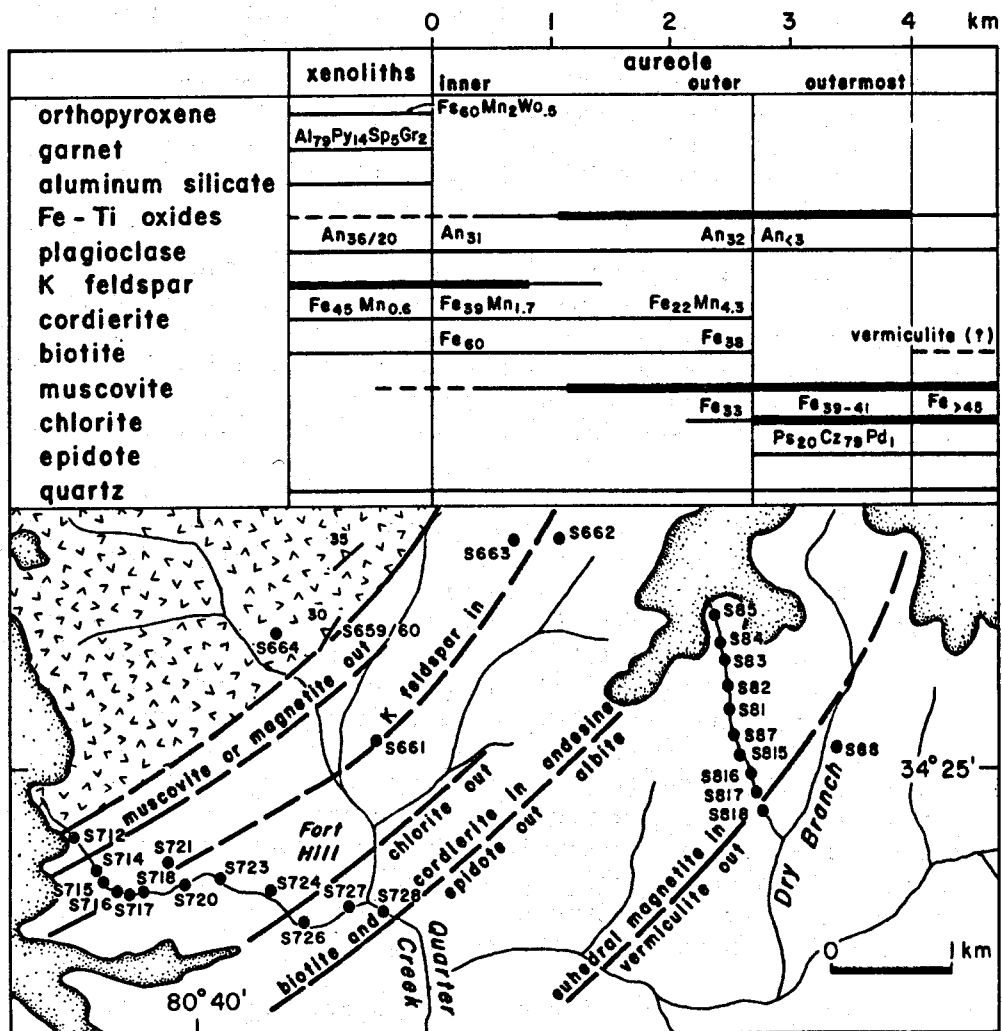 0 1 2 3 4 km
xenoliths aureole
inner outer outermost
orthopyroxene Fs60Mn2Wo.5
Al79Py14Sp5Gr2
garnet
aluminum silicate
Fe-Ti oxides
An36/20 An31 An32 An<3
plagioclase
K feldspar
Fe45 Mn0.6 Fe39Mn1.7 Fe22Mn4.3
cordierite
Fe60 Fe38 vermiculite (?)
biotite
muscovite
Fe33 Fe39-41 Fe>45
chlorite
Ps20Cz79Pd1
epidote
quartz
35
S663
S662
30
S664
S659/60
S85
S84
S83
S82
S81
S87
S815
S88
S816
S817
S818
S661
muscovite or magnetite out
K feldspar in
chlorite out
biotite and cordierite in andesine
epidote out albite
euhedral magnetite in
vermiculite out
34°25'
Dry Branch
Fort Hill
S712
S714
S721
S715
S718
S723
S716
S717
S720
S724
S727
S728
S726
Quarter
Creek
80°40'
0 1 km